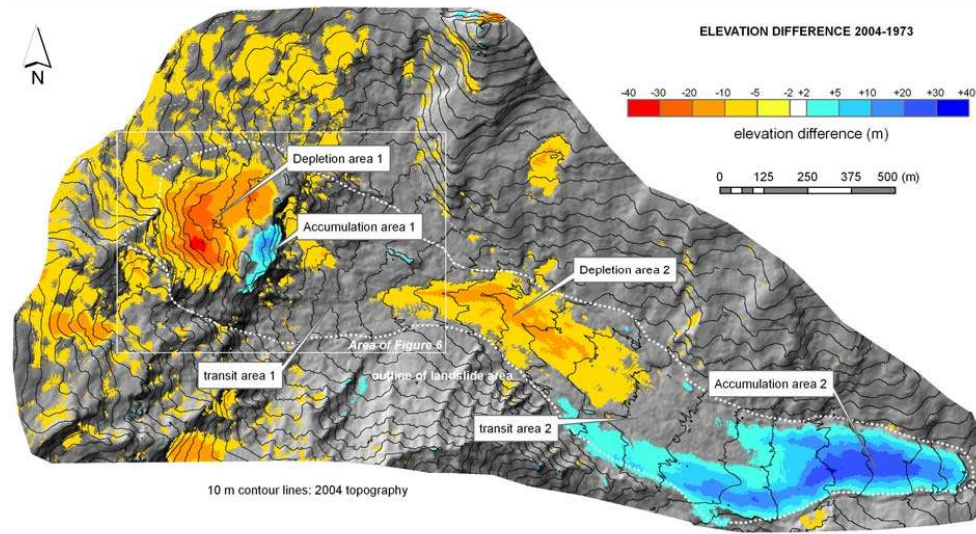 ELEVATION DIFFERENCE 2004-1973
N
-40 -30 -20 -10 -5 -2 +2 +5 +10 +20 +30 +40
elevation difference (m)
0 125 250 375 500 (m)
Depletion area 1
Accumulation area 1
Depletion area 2
Area of Figure 6
transit area 1
outline of landslide area
Accumulation area 2
transit area 2
10 m contour lines: 2004 topography